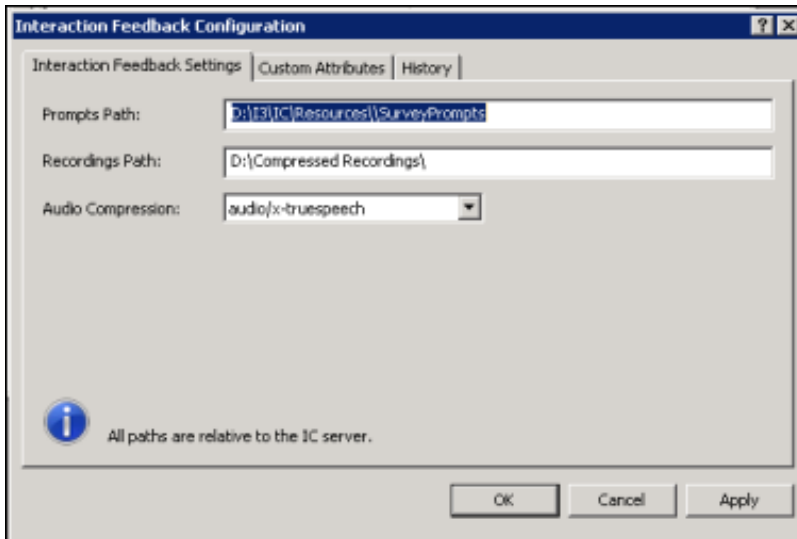 Interaction Feedback Configuration
Interaction Feedback Settings Custom Attributes History
Prompts Path: D:\I3\IC\Resources\\SurveyPrompts
Recordings Path: D:\Compressed Recordings\
Audio Compression: audio/x-truespeech
All paths are relative to the IC server.
OK Cancel Apply